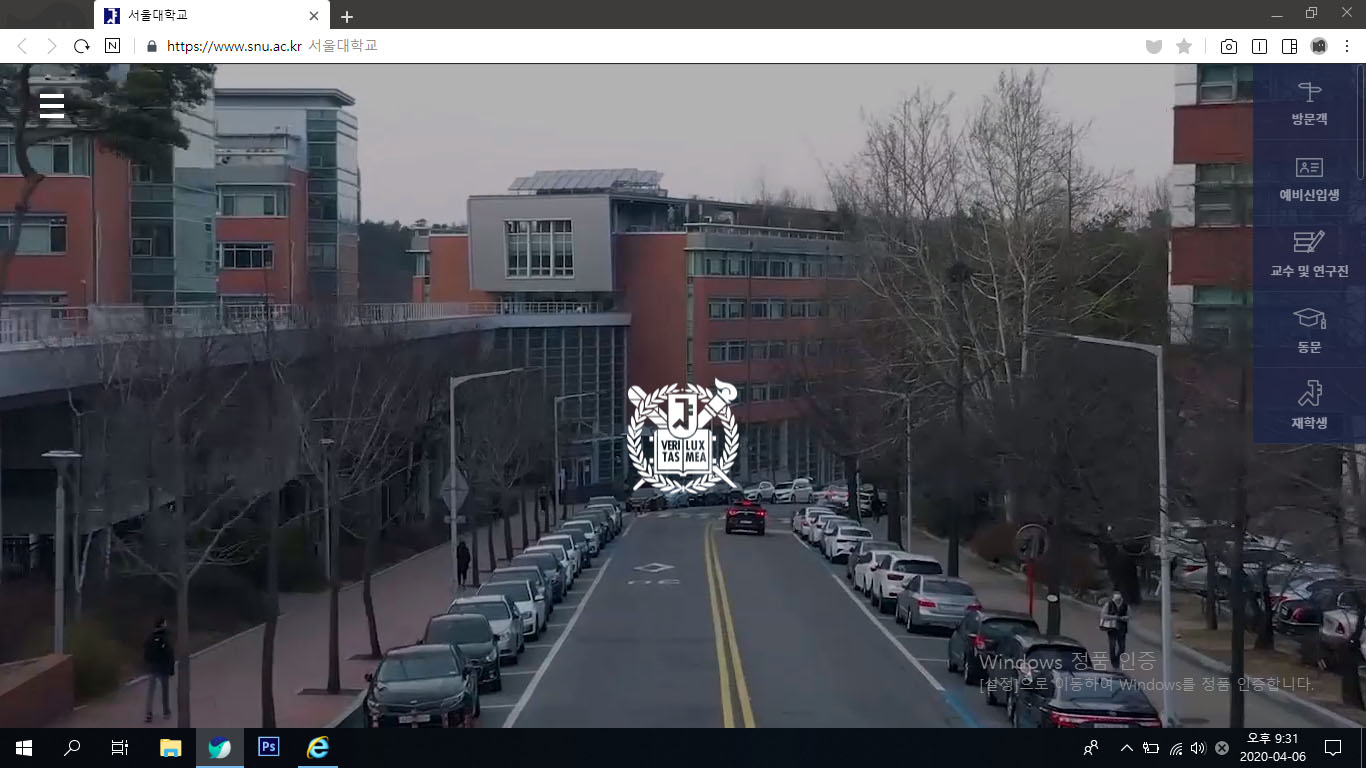 서울대학교
https://www.snu.ac.kr 서울대학교
방문객
예비신입생
교수 및 연구진
동문
재학생
VERI LUX
TAS MEA
Windows 정품 인증
[설정]으로 이동하여 Windows를 정품 인증합니다.
Ps
오후 9:31
2020-04-06